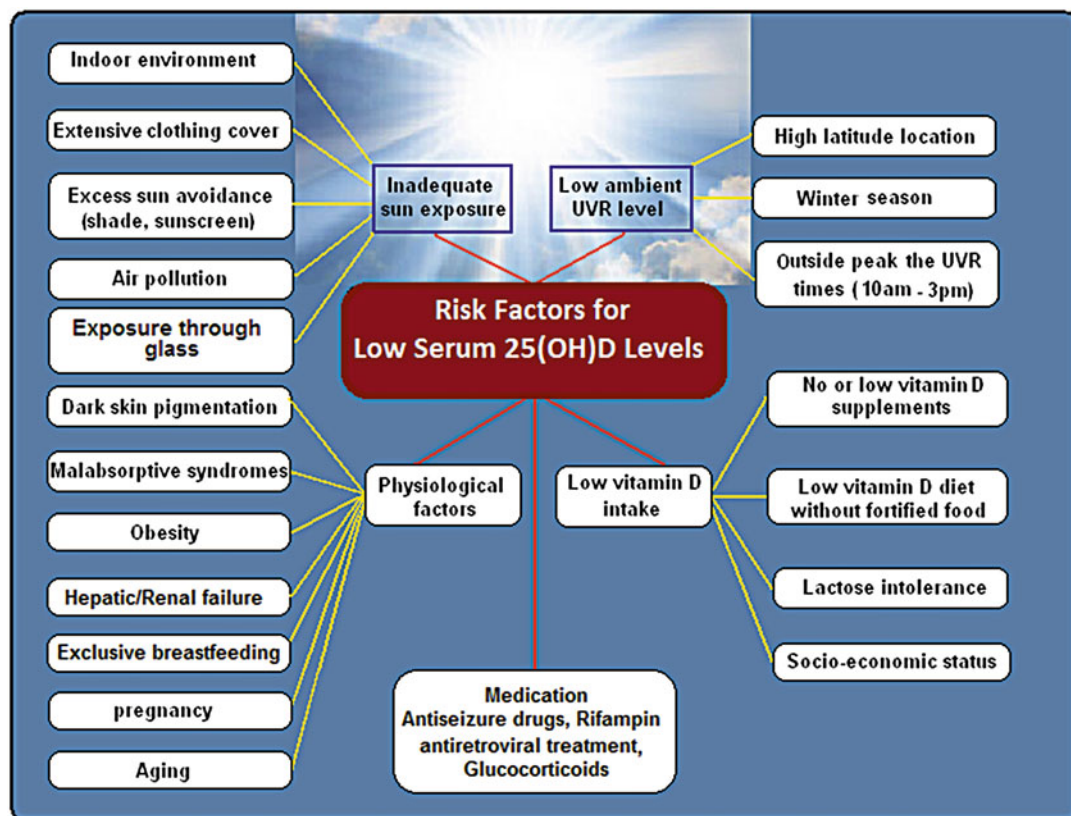 Indoor environment
Extensive clothing cover
Excess sun avoidance
(shade, sunscreen)
Air pollution
Exposure through
glass
Inadequate
sun exposure
Low ambient
UVR level
High latitude location
Winter season
Outside peak the UVR
times (10am - 3pm)
Risk Factors for
Low Serum 25(OH)D Levels
Dark skin pigmentation
Malabsorptive syndromes
Obesity
Hepatic/Renal failure
Exclusive breastfeeding
pregnancy
Aging
Physiological
factors
Low vitamin D
intake
No or low vitamin D
supplements
Low vitamin D diet
without fortified food
Lactose intolerance
Socio-economic status
Medication
Antiseizure drugs, Rifampin
antiretroviral treatment,
Glucocorticoids